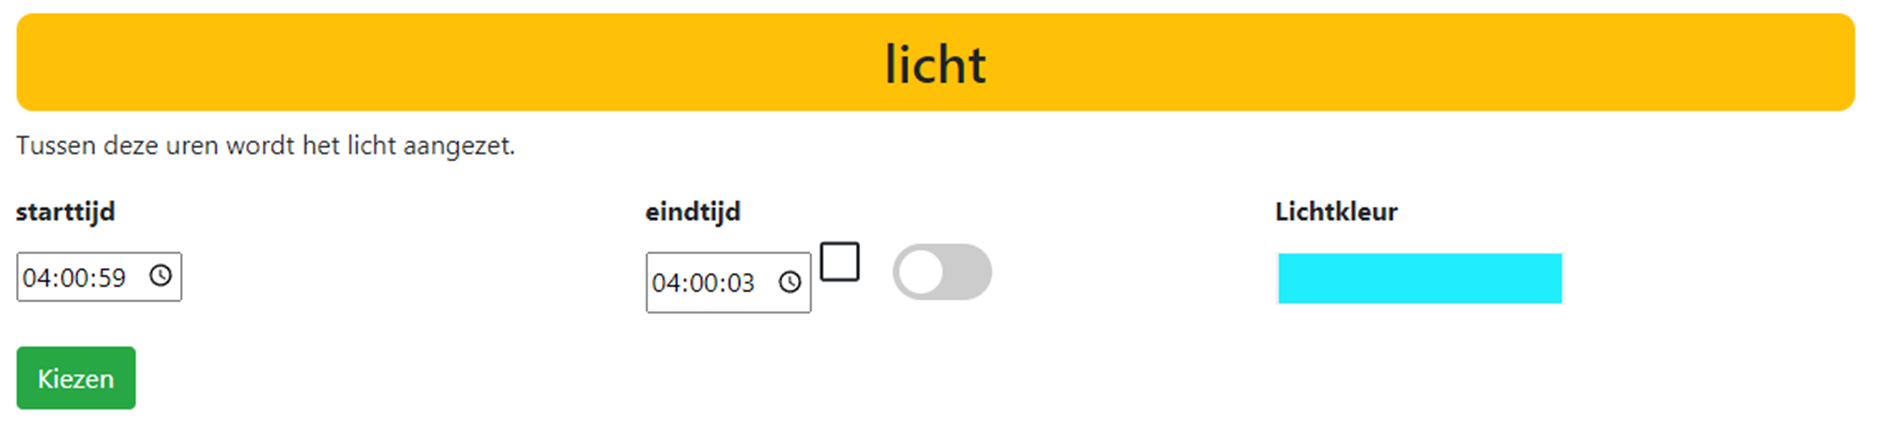 licht
Tussen deze uren wordt het licht aangezet.
starttijd eindtijd Lichtkleur
04:00:59 04:00:03
Kiezen